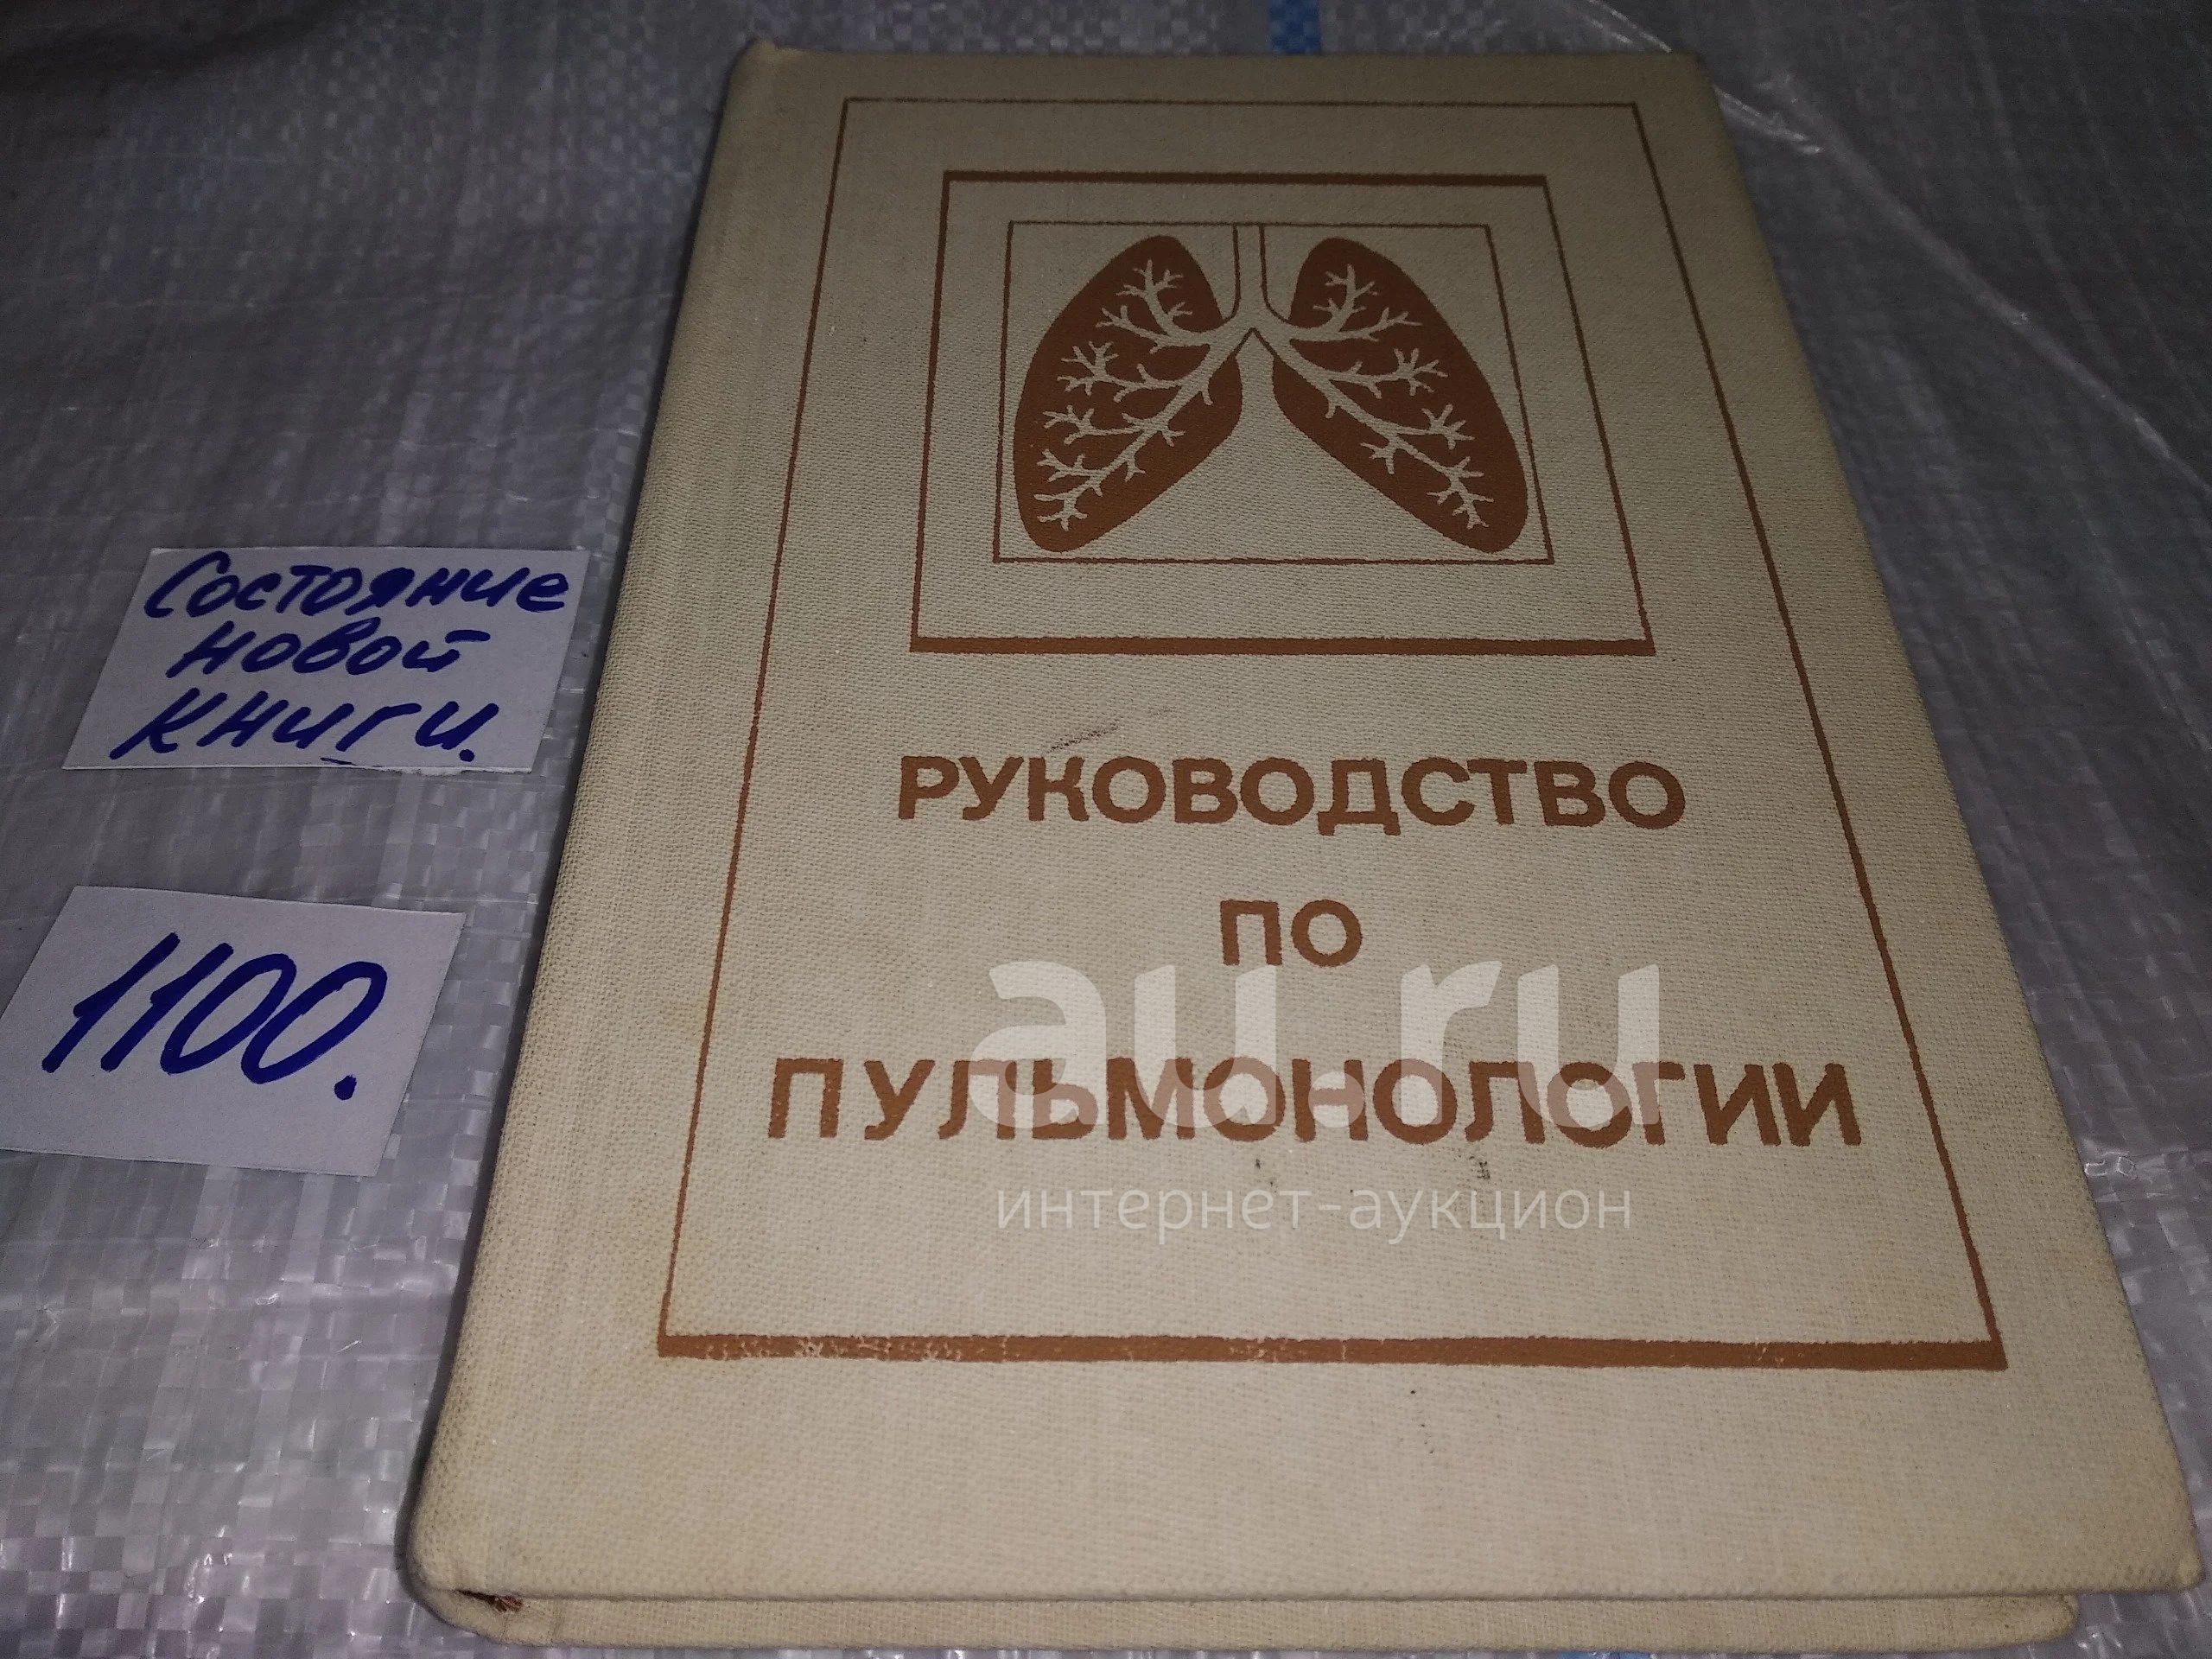 Состояние
новой
книги.
1100.
РУКОВОДСТВО
ПО
ПУЛЬМОНОЛОГИИ
au.ru
интернет-аукцион